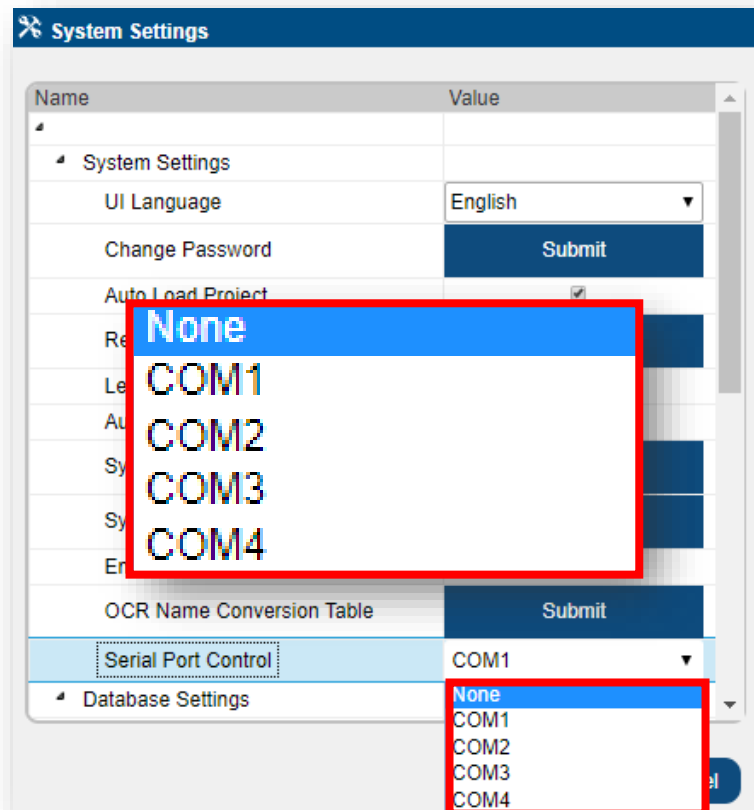 System Settings
Name Value
System Settings
UI Language English
Change Password Submit
Auto Load Project
None
COM1
COM2
COM3
COM4
OCR Name Conversion Table Submit
Serial Port Control COM1
Database Settings
None
COM1
COM2
COM3
COM4